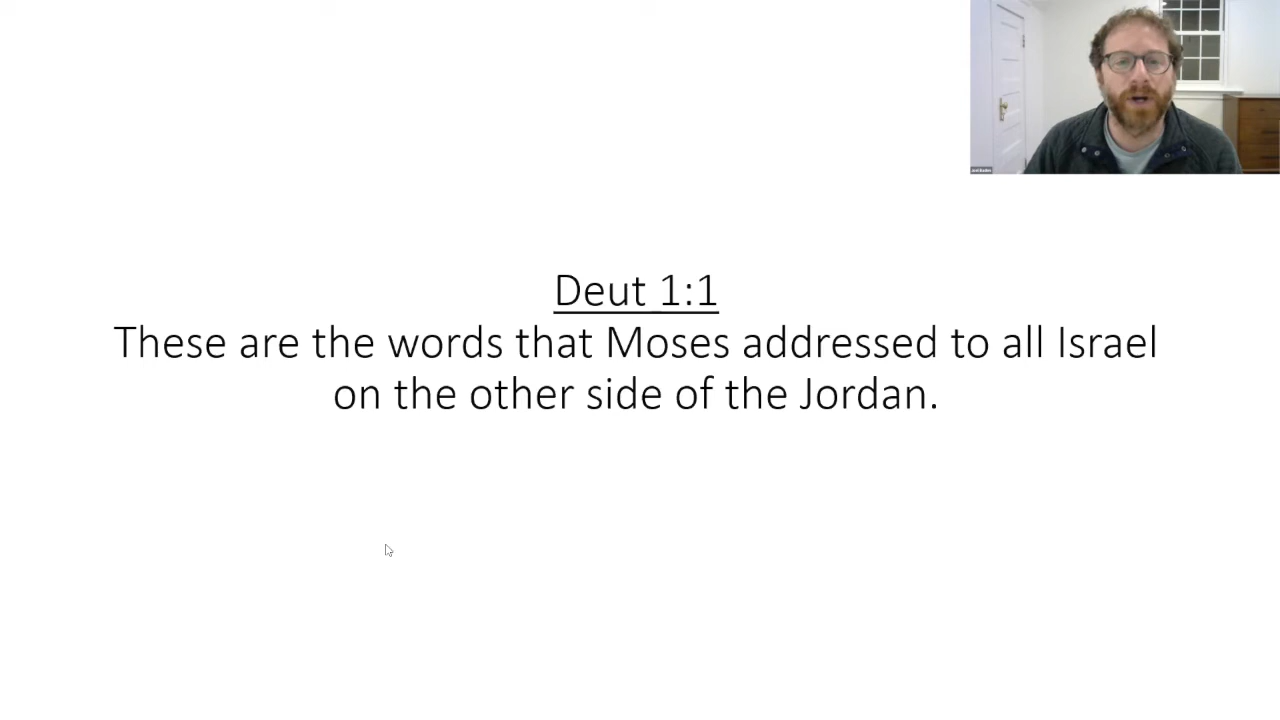 Deut 1:1
These are the words that Moses addressed to all Israel
on the other side of the Jordan.